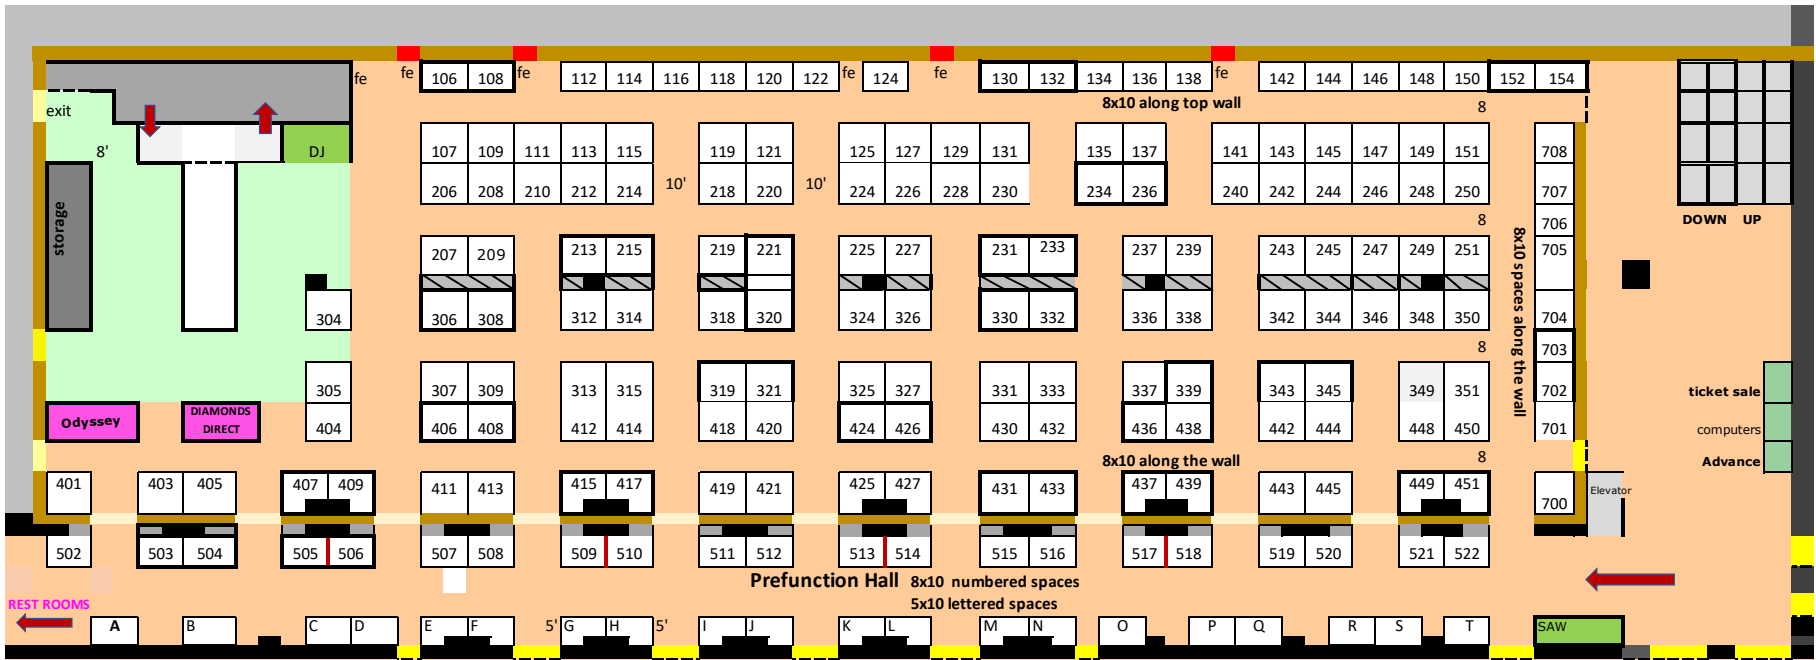 fe fe 106 108 fe 112 114 116 118 120 122 fe 124 fe 130 132 134 136 138 fe 142 144 146 148 150 152 154
exit 8x10 along top wall 8
8' DJ 107 109 111 113 115 119 121 125 127 129 131 135 137 141 143 145 147 149 151 708
206 208 210 212 214 10' 218 220 10' 224 226 228 230 234 236 240 242 244 246 248 250 707
storage 8 706 DOWN UP
207 209 213 215 219 221 225 227 231 233 237 239 243 245 247 249 251 705
8x10 spaces along the wall
304 306 308 312 314 318 320 324 326 330 332 336 338 342 344 346 348 350 704
8 703
305 307 309 313 315 319 321 325 327 331 333 337 339 343 345 349 351 702 ticket sale
Odyssey DIAMONDS
DIRECT 404 406 408 412 414 418 420 424 426 430 432 436 438 442 444 448 450 701 computers
8x10 along the wall 8 Advance
401 403 405 407 409 411 413 415 417 419 421 425 427 431 433 437 439 443 445 449 451 700 Elevator
502 503 504 505 506 507 508 509 510 511 512 513 514 515 516 517 518 519 520 521 522
Prefunction Hall 8x10 numbered spaces
REST ROOMS 5x10 lettered spaces
A B C D E F 5' G H 5' I J K L M N O P Q R S T SAW